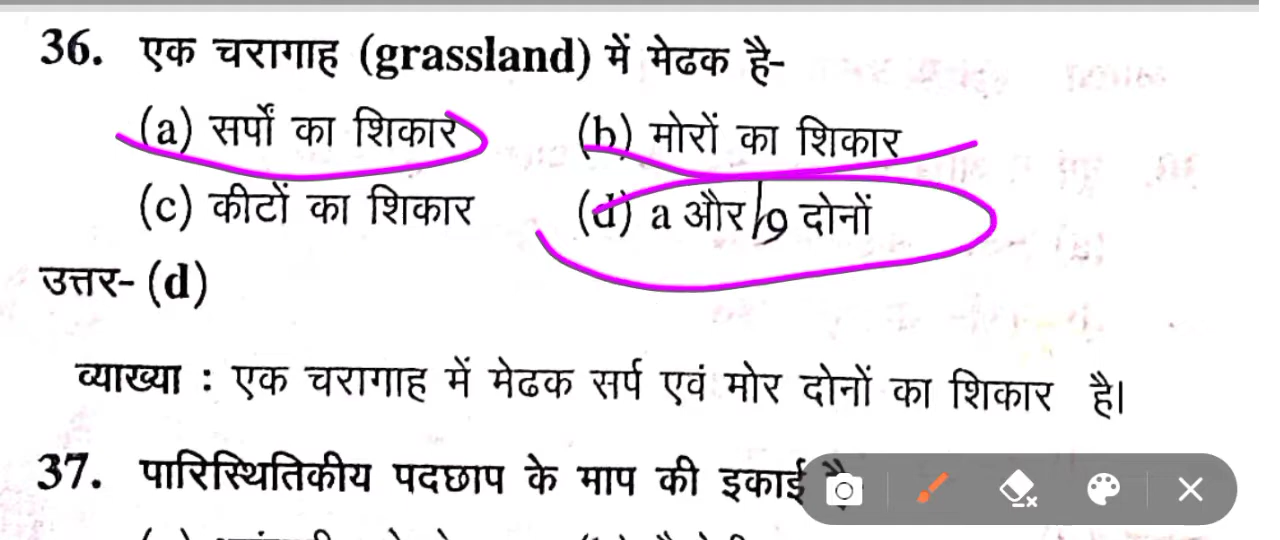 36. एक चरागाह (grassland) में मेढक है-
(a) सर्पों का शिकार (b) मोरों का शिकार
(c) कीटों का शिकार (d) a और b दोनों
उत्तर- (d)
व्याख्या : एक चरागाह में मेढक सर्प एवं मोर दोनों का शिकार है।
37. पारिस्थितिकीय पदछाप के माप की इकाई है-